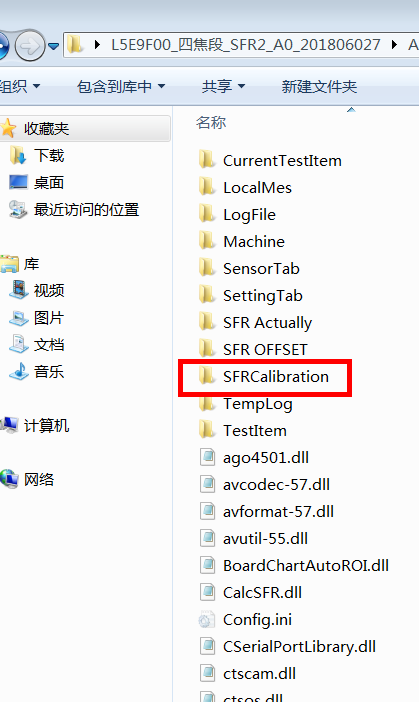 L5E9F00_四焦段_SFR2_A0_201806027
组织 包含到库中 共享 新建文件夹
收藏夹
下载
桌面
最近访问的位置
库
视频
图片
文档
音乐
计算机
网络
名称
CurrentTestItem
LocalMes
LogFile
Machine
SensorTab
SettingTab
SFR Actually
SFR OFFSET
SFRCalibration
TempLog
TestItem
ago4501.dll
avcodec-57.dll
avformat-57.dll
avutil-55.dll
BoardChartAutoROI.dll
CalcSFR.dll
Config.ini
CSerialPortLibrary.dll
ctscam.dll
ctsos.dll